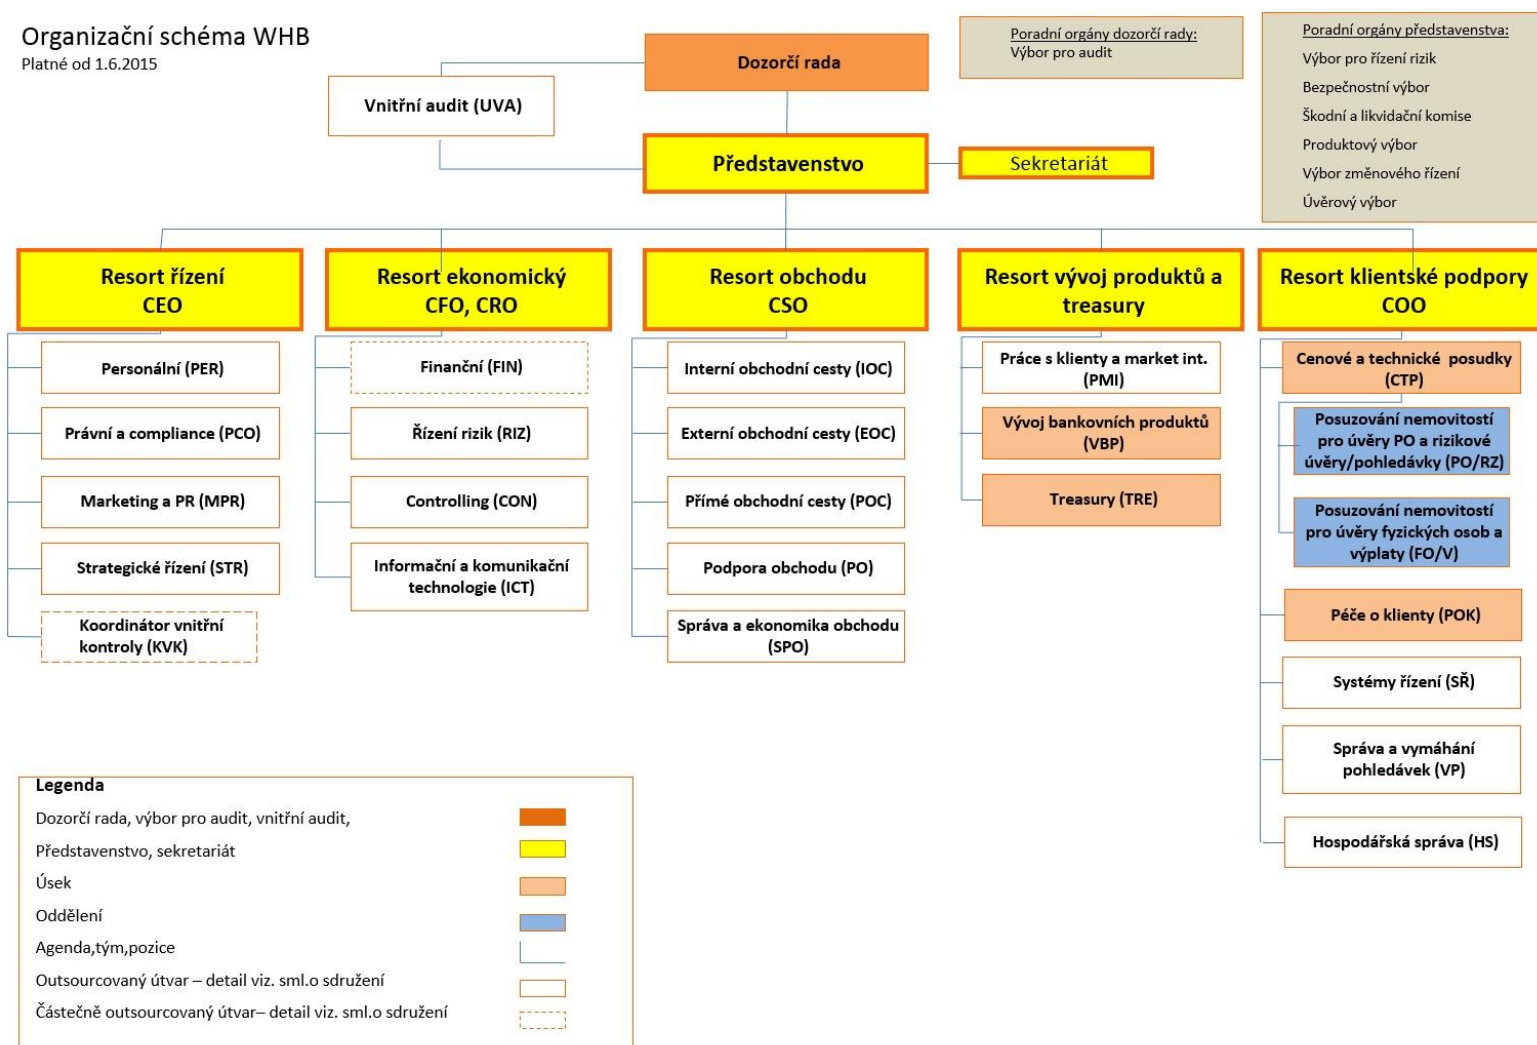 Organizační schéma WHB
Platné od 1.6.2015
Dozorčí rada
Poradní orgány dozorčí rady:
Výbor pro audit
Poradní orgány představenstva:
Výbor pro řízení rizik
Bezpečnostní výbor
Škodní a likvidační komise
Produktový výbor
Výbor změnového řízení
Úvěrový výbor
Vnitřní audit (UVA)
Představenstvo
Sekretariát
Resort řízení
CEO
Personální (PER)
Právní a compliance (PCO)
Marketing a PR (MPR)
Strategické řízení (STR)
Koordinátor vnitřní
kontroly (KVK)
Resort ekonomický
CFO, CRO
Finanční (FIN)
Řízení rizik (RIZ)
Controlling (CON)
Informační a komunikační
technologie (ICT)
Resort obchodu
CSO
Interní obchodní cesty (IOC)
Externí obchodní cesty (EOC)
Přímé obchodní cesty (POC)
Podpora obchodu (PO)
Správa a ekonomika obchodu
(SPO)
Resort vývoj produktů a
treasury
Práce s klienty a market int.
(PMI)
Vývoj bankovních produktů
(VBP)
Treasury (TRE)
Resort klientské podpory
COO
Cenové a technické posudky
(CTP)
Posuzování nemovitostí
pro úvěry PO a rizikové
úvěry/pohledávky (PO/RZ)
Posuzování nemovitostí
pro úvěry fyzických osob a
výplaty (FO/V)
Péče o klienty (POK)
Systémy řízení (SŘ)
Správa a vymáhání
pohledávek (VP)
Hospodářská správa (HS)
Legenda
Dozorčí rada, výbor pro audit, vnitřní audit,
Představenstvo, sekretariát
Úsek
Oddělení
Agenda,tým,pozice
Outsourcovaný útvar – detail viz. sml.o sdružení
Částečně outsourcovaný útvar– detail viz. sml.o sdružení